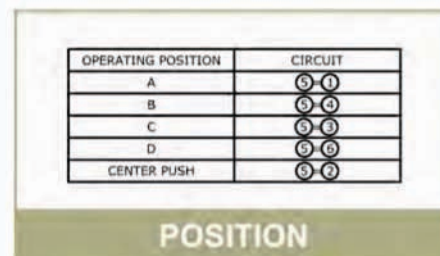 OPERATING POSITION CIRCUIT
A ⑤-①
B ⑤-④
C ⑤-③
D ⑤-⑥
CENTER PUSH ⑤-②
POSITION